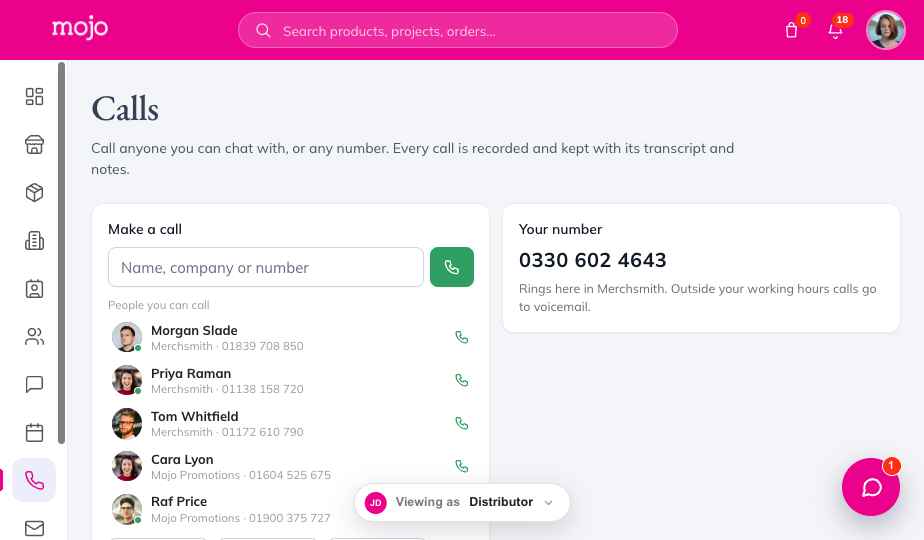 mojo
Search products, projects, orders...
0
18
Calls
Call anyone you can chat with, or any number. Every call is recorded and kept with its transcript and
notes.
Make a call
Name, company or number
People you can call
Morgan Slade
Merchsmith · 01839 708 850
Priya Raman
Merchsmith · 01138 158 720
Tom Whitfield
Merchsmith · 01172 610 790
Cara Lyon
Mojo Promotions · 01604 525 675
Raf Price
Mojo Promotions · 01900 375 727
Your number
0330 602 4643
Rings here in Merchsmith. Outside your working hours calls go
to voicemail.
JD Viewing as Distributor
1